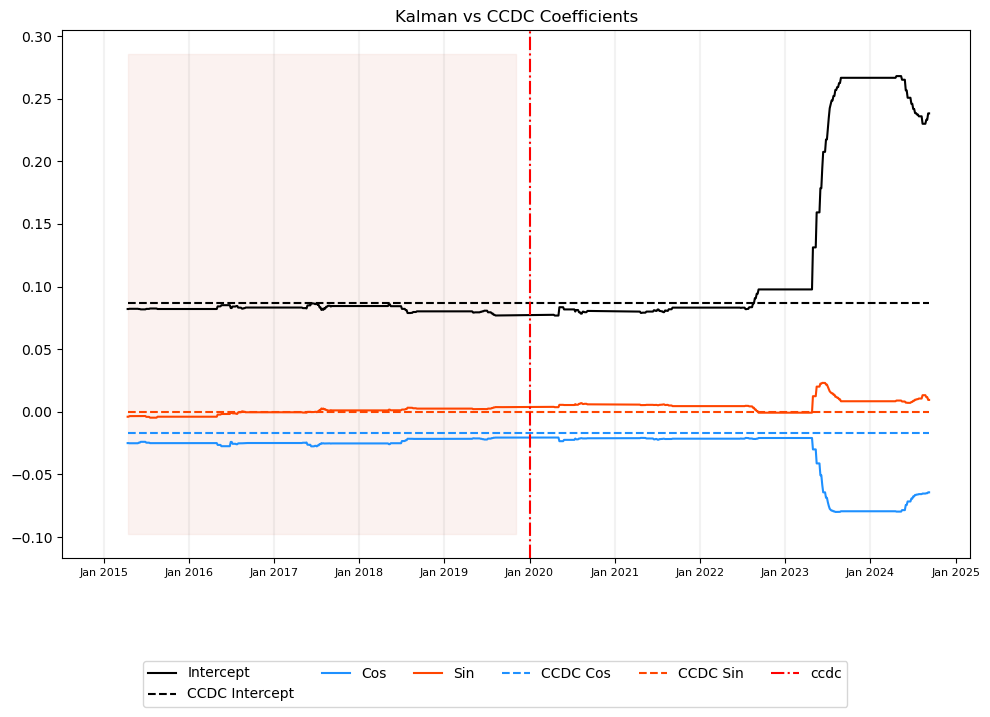 Kalman vs CCDC Coefficients
0.30
0.25
0.20
0.15
0.10
0.05
0.00
−0.05
−0.10
Jan 2015 Jan 2016 Jan 2017 Jan 2018 Jan 2019 Jan 2020 Jan 2021 Jan 2022 Jan 2023 Jan 2024 Jan 2025
Intercept Cos Sin CCDC Cos CCDC Sin ccdc
CCDC Intercept